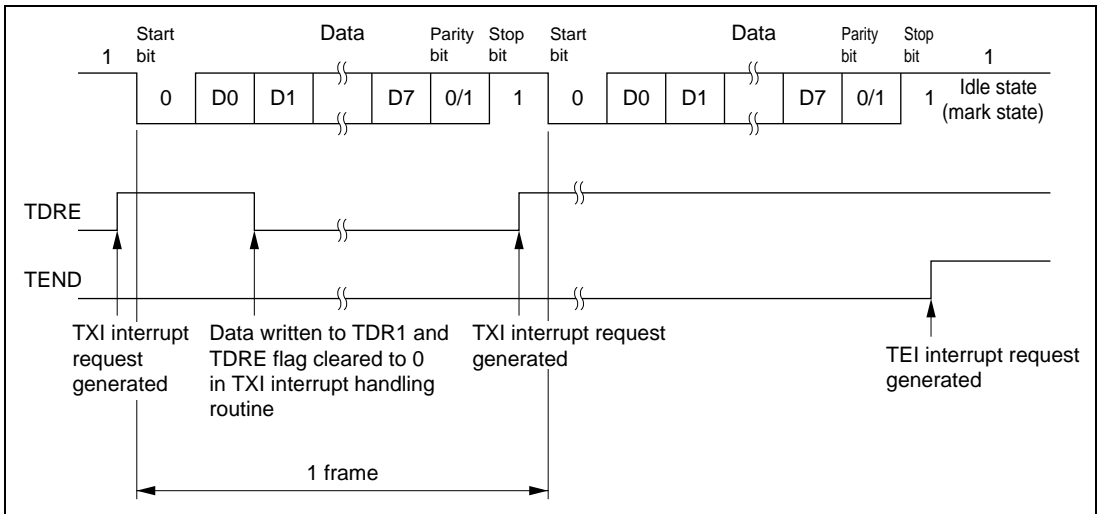 Start Data Parity Stop Start Data Parity Stop
1 bit bit bit bit bit bit 1
0 D0 D1 D7 0/1 1 0 D0 D1 D7 0/1 1 Idle state
(mark state)
TDRE
TEND
TXI interrupt
request
generated
Data written to TDR1 and
TDRE flag cleared to 0
in TXI interrupt handling
routine
TXI interrupt request
generated
TEI interrupt request
generated
1 frame